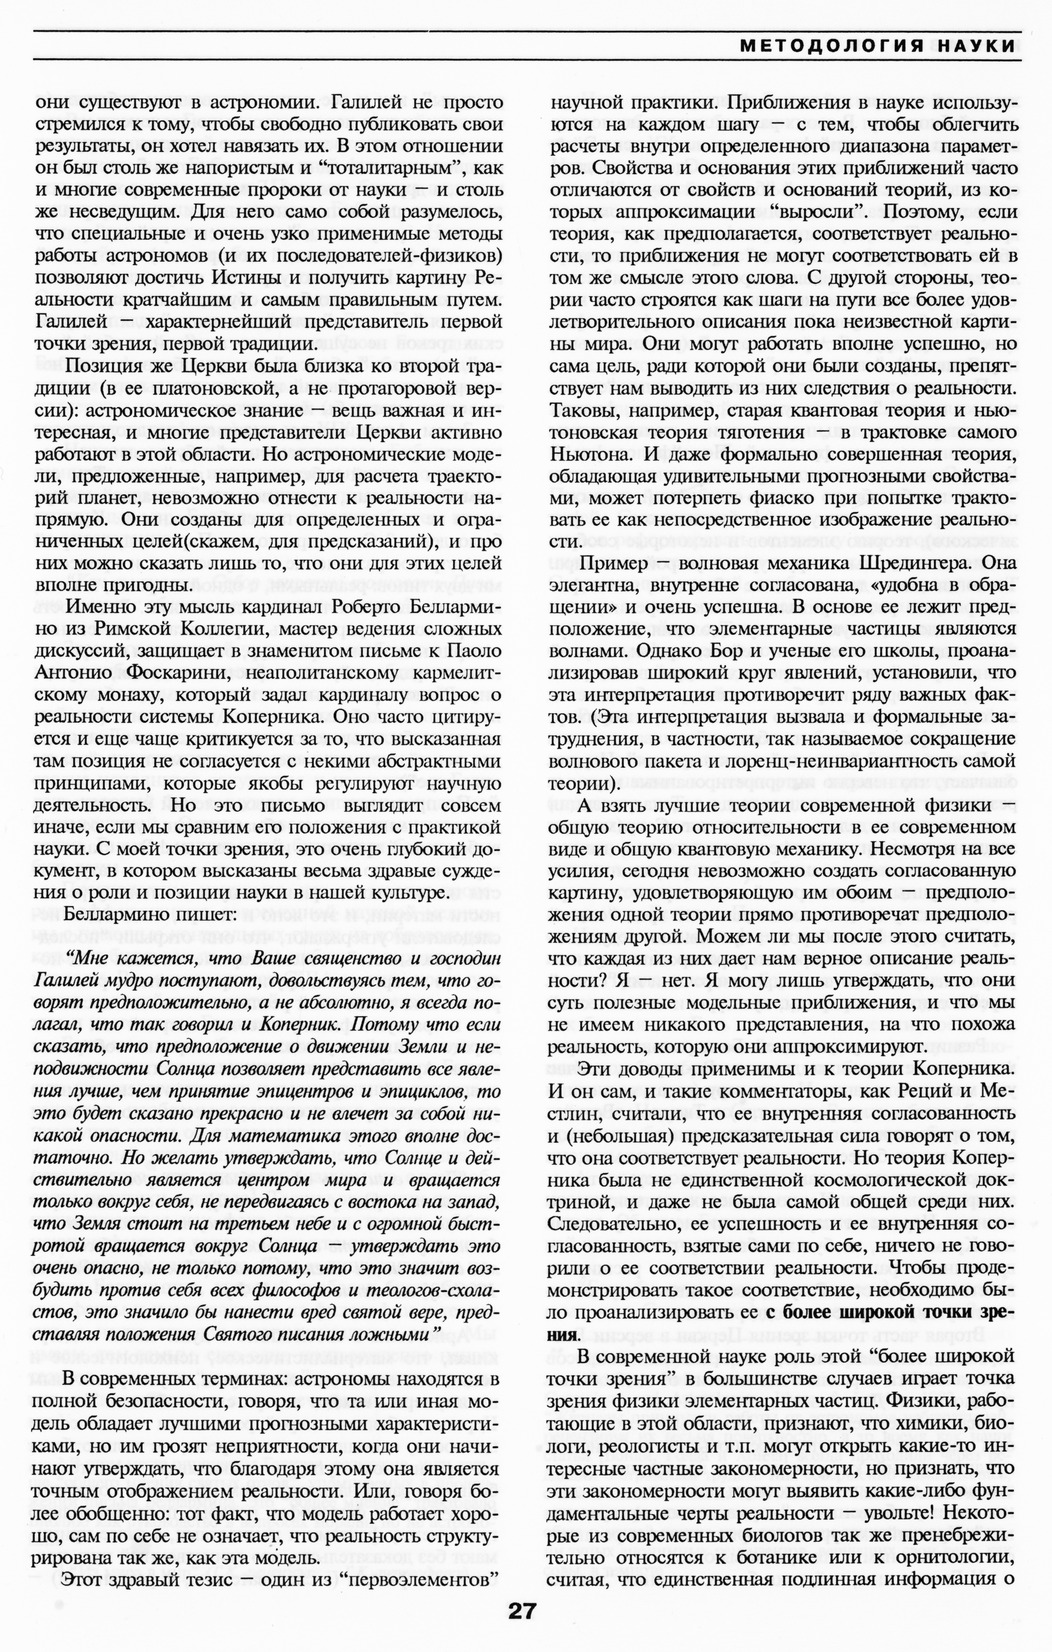 МЕТОДОЛОГИЯ НАУКИ
они существуют в астрономии. Галилей не просто
стремился к тому, чтобы свободно публиковать свои
результаты, он хотел навязать их. В этом отношении
он был столь же напористым и “тоталитарным”, как
и многие современные пророки от науки — и столь
же несведущим. Для него само собой разумелось,
что специальные и очень узко применимые методы
работы астрономов (и их последователей-физиков)
позволяют достичь Истины и получить картину Ре-
альности кратчайшим и самым правильным путем.
Галилей — характернейший представитель первой
точки зрения, первой традиции.
Позиция же Церкви была близка ко второй тра-
диции (в ее платоновской, а не протагоровой вер-
сии): астрономическое знание — вещь важная и ин-
тересная, и многие представители Церкви активно
работают в этой области. Но астрономические моде-
ли, предложенные, например, для расчета траекто-
рий планет, невозможно отнести к реальности на-
прямую. Они созданы для определенных и огра-
ниченных целей(скажем, для предсказаний), и про
них можно сказать лишь то, что они для этих целей
вполне пригодны.
Именно эту мысль кардинал Роберто Беллармин-
но из Римской Коллегии, мастер ведения сложных
дискуссий, защищает в знаменитом письме к Паоло
Антонио Фоскарини, неаполитанскому кармелит-
скому монаху, который задал кардиналу вопрос о
реальности системы Коперника. Оно часто цитиру-
ется и еще чаще критикуется за то, что высказанная
там позиция не согласуется с некими абстрактными
принципами, которые якобы регулируют научную
деятельность. Но это письмо выглядит совсем
иначе, если мы сравним его положения с практикой
науки. С моей точки зрения, это очень глубокий до-
кумент, в котором высказаны весьма здравые сужде-
ния о роли и позиции науки в нашей культуре.
Беллармино пишет:
“Мне кажется, что Ваше священство и господин
Галилей мудро поступают, довольствуясь тем, что го-
ворят предположительно, а не абсолютно, я всегда по-
лагал, что так говорил и Коперник. Потому что если
сказать, что предположение о движении Земли и не-
подвижности Солнца позволяет представить все явле-
ния лучше, чем принятие эпицентров и эпициклов, то
это будет сказано прекрасно и не влечет за собой ни-
какой опасности. Для математика этого вполне дос-
таточно. Но желать утверждать, что Солнце и дей-
ствительно является центром мира и вращается
только вокруг себя, не передвигаясь с востока на запад,
что Земля стоит на третьем небе и с огромной быст-
ротой вращается вокруг Солнца — утверждать это
очень опасно, не только потому, что это значит воз-
будить против себя всех философов и теологов-схола-
стов, это значило бы нанести вред святой вере, пред-
ставляя положения Святого писания ложными”
В современных терминах: астрономы находятся в
полной безопасности, говоря, что та или иная мо-
дель обладает лучшими прогнозными характеристи-
ками, но им грозят неприятности, когда они начи-
нают утверждать, что благодаря этому она является
точным отображением реальности. Или, говоря бо-
лее обобщенно: тот факт, что модель работает хоро-
шо, сам по себе не означает, что реальность структу-
рирована так же, как эта модель.
Этот здравый тезис — один из “первоэлементов”
научной практики. Приближения в науке использу-
ются на каждом шагу — с тем, чтобы облегчить
расчеты внутри определенного диапазона парамет-
ров. Свойства и основания этих приближений часто
отличаются от свойств и оснований теорий, из ко-
торых аппроксимации “выросли”. Поэтому, если
теория, как предполагается, соответствует реально-
сти, то приближения не могут соответствовать ей в
том же смысле этого слова. С другой стороны, тео-
рии часто строятся как шаги на пути все более удов-
летворительного описания пока неизвестной карти-
ны мира. Они могут работать вполне успешно, но
сама цель, ради которой они были созданы, препят-
ствует нам выводить из них следствия о реальности.
Таковы, например, старая квантовая теория и нью-
тоновская теория тяготения — в трактовке самого
Ньютона. И даже формально совершенная теория,
обладающая удивительными прогнозными свойства-
ми, может потерпеть фиаско при попытке тракто-
вать ее как непосредственное изображение реально-
сти.
Пример — волновая механика Шредингера. Она
элегантна, внутренне согласована, «удобна в обра-
щении» и очень успешна. В основе ее лежит пред-
положение, что элементарные частицы являются
волнами. Однако Бор и ученые его школы, проана-
лизировав широкий круг явлений, установили, что
эта интерпретация противоречит ряду важных фак-
тов. (Эта интерпретация вызвала и формальные за-
труднения, в частности, так называемое сокращение
волнового пакета и лоренц-неинвариантность самой
теории).
А взять лучшие теории современной физики —
общую теорию относительности в ее современном
виде и общую квантовую механику. Несмотря на все
усилия, сегодня невозможно создать согласованную
картину, удовлетворяющую им обоим — предполо-
жения одной теории прямо противоречат предполо-
жениям другой. Можем ли мы после этого считать,
что каждая из них дает нам верное описание реаль-
ности? Я — нет. Я могу лишь утверждать, что они
суть полезные модельные приближения, и что мы
не имеем никакого представления, на что похожа
реальность, которую они аппроксимируют.
Эти доводы применимы и к теории Коперника.
И он сам, и такие комментаторы, как Реций и Ме-
стлин, считали, что ее внутренняя согласованность
и (небольшая) предсказательная сила говорят о том,
что она соответствует реальности. Но теория Копер-
ника была не единственной космологической док-
триной, и даже не была самой общей среди них.
Следовательно, ее успешность и ее внутренняя со-
гласованность, взятые сами по себе, ничего не гово-
рили о ее соответствии реальности. Чтобы проде-
монстрировать такое соответствие, необходимо бы-
ло проанализировать ее с более широкой точки зре-
ния.
В современной науке роль этой “более широкой
точки зрения” в большинстве случаев играет точка
зрения физики элементарных частиц. Физики, рабо-
тающие в этой области, признают, что химики, био-
логи, реологисты и т.п. могут открыть какие-то ин-
тересные частные закономерности, но признать, что
эти закономерности могут выявить какие-либо фун-
даментальные черты реальности — увольте! Некото-
рые из современных биологов так же пренебрежи-
тельно относятся к ботанике или к орнитологии,
считая, что единственная подлинная информация о
27